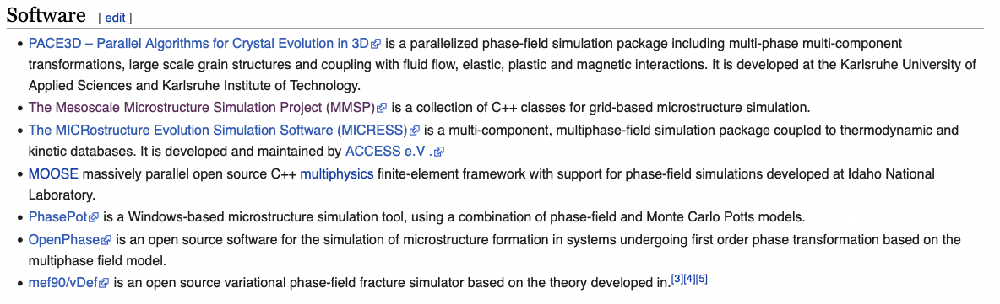 Software [ edit ]
• PACE3D – Parallel Algorithms for Crystal Evolution in 3D is a parallelized phase-field simulation package including multi-phase multi-component
transformations, large scale grain structures and coupling with fluid flow, elastic, plastic and magnetic interactions. It is developed at the Karlsruhe University of
Applied Sciences and Karlsruhe Institute of Technology.
• The Mesoscale Microstructure Simulation Project (MMSP) is a collection of C++ classes for grid-based microstructure simulation.
• The MICRostructure Evolution Simulation Software (MICRESS) is a multi-component, multiphase-field simulation package coupled to thermodynamic and
kinetic databases. It is developed and maintained by ACCESS e.V .
• MOOSE massively parallel open source C++ multiphysics finite-element framework with support for phase-field simulations developed at Idaho National
Laboratory.
• PhasePot is a Windows-based microstructure simulation tool, using a combination of phase-field and Monte Carlo Potts models.
• OpenPhase is an open source software for the simulation of microstructure formation in systems undergoing first order phase transformation based on the
multiphase field model.
• mef90/vDef is an open source variational phase-field fracture simulator based on the theory developed in.[3][4][5]